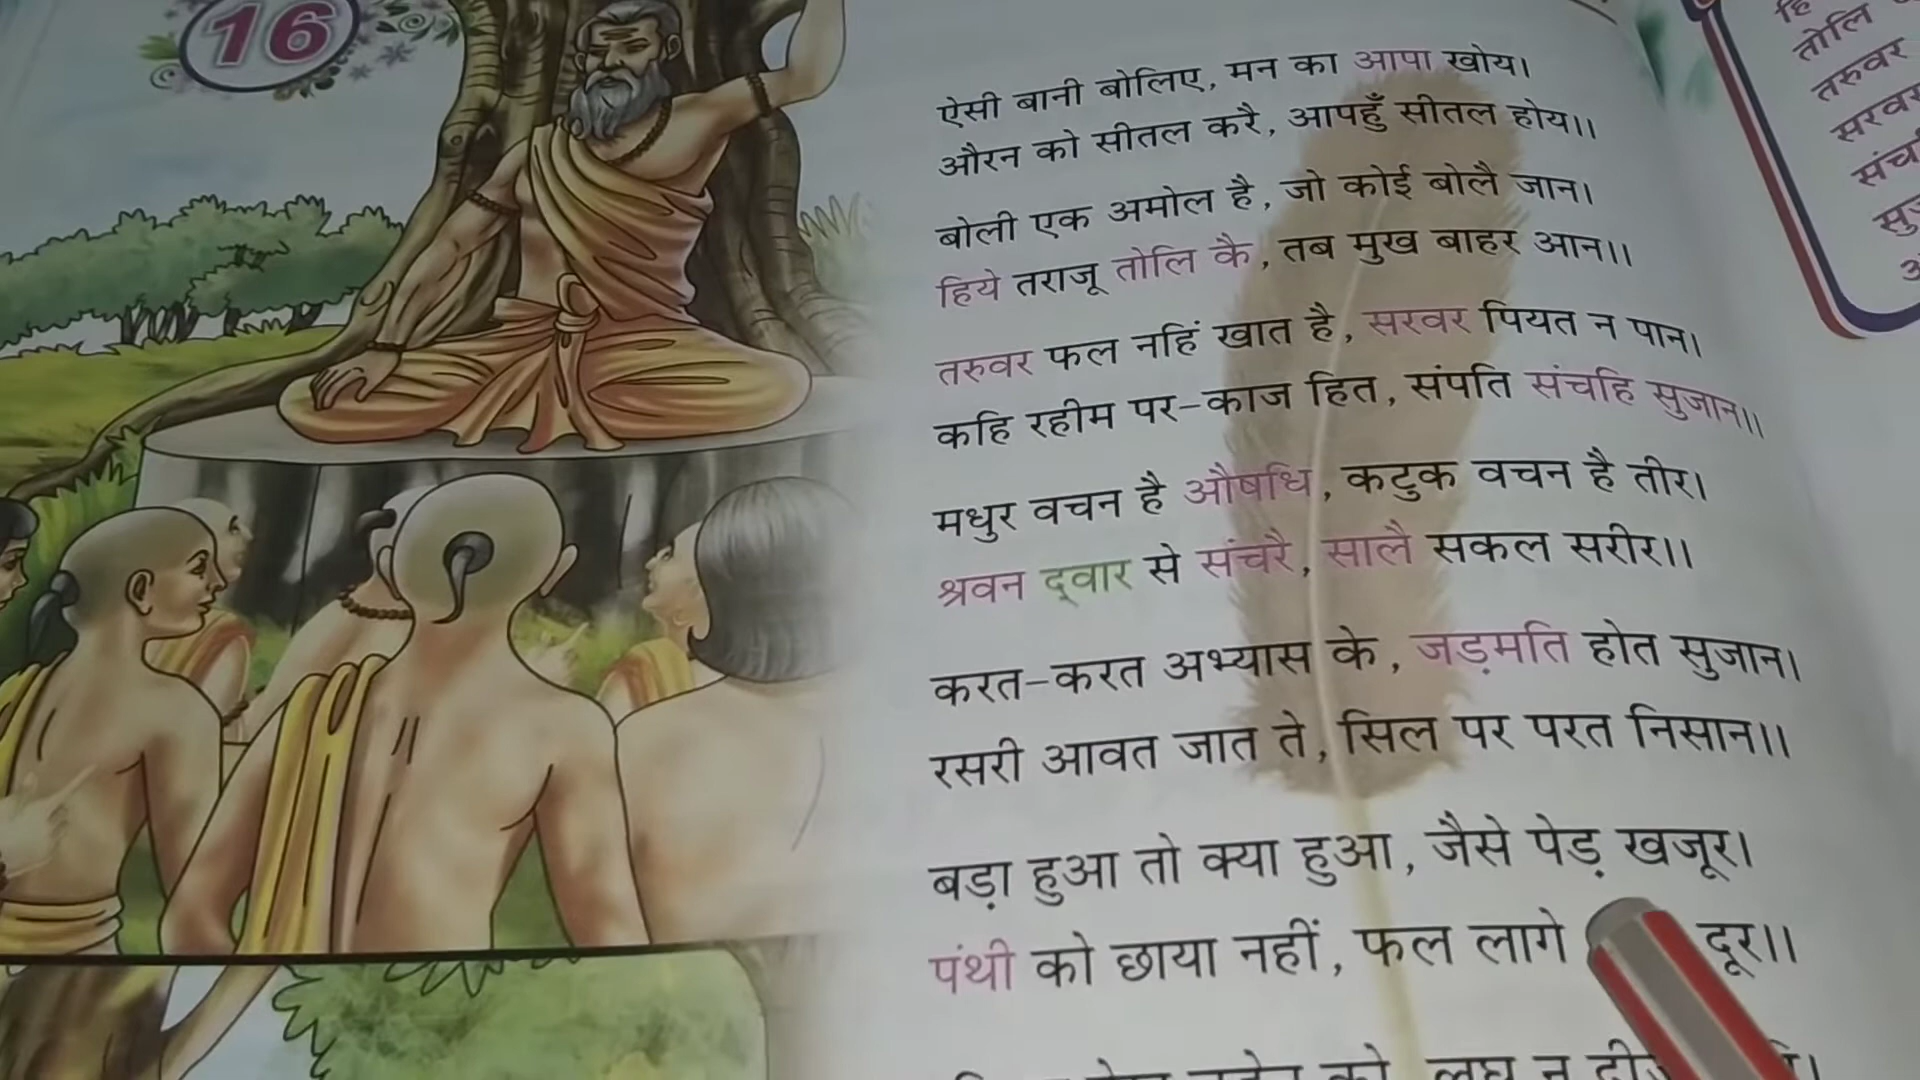 16
ऐसी बानी बोलिए, मन का आपा खोय।
औरन को सीतल करै, आपहुँ सीतल होय।।
बोली एक अमोल है, जो कोई बोलै जान।
हिये तराजू तोलि कै, तब मुख बाहर आन।।
तरुवर फल नहिं खात है, सरवर पियत न पान।
कहि रहीम पर-काज हित, संपति संचहि सुजान।।
मधुर वचन है औषधि, कटुक वचन है तीर।
श्रवन द्‌वार से संचरै, सालै सकल सरीर।।
करत-करत अभ्यास के, जड़मति होत सुजान।
रसरी आवत जात ते, सिल पर परत निसान।।
बड़ा हुआ तो क्या हुआ, जैसे पेड़ खजूर।
पंथी को छाया नहीं, फल लागे दूर।।
को लघु न
हि
तोलि
तरुवर